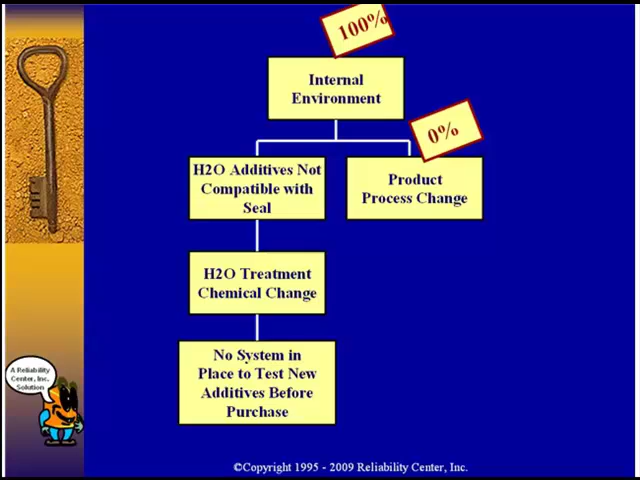 100%
Internal
Environment
0%
H2O Additives Not
Compatible with
Seal
Product
Process Change
H2O Treatment
Chemical Change
No System in
Place to Test New
Additives Before
Purchase
A Reliability
Center, Inc.
Solution
©Copyright 1995 - 2009 Reliability Center, Inc.